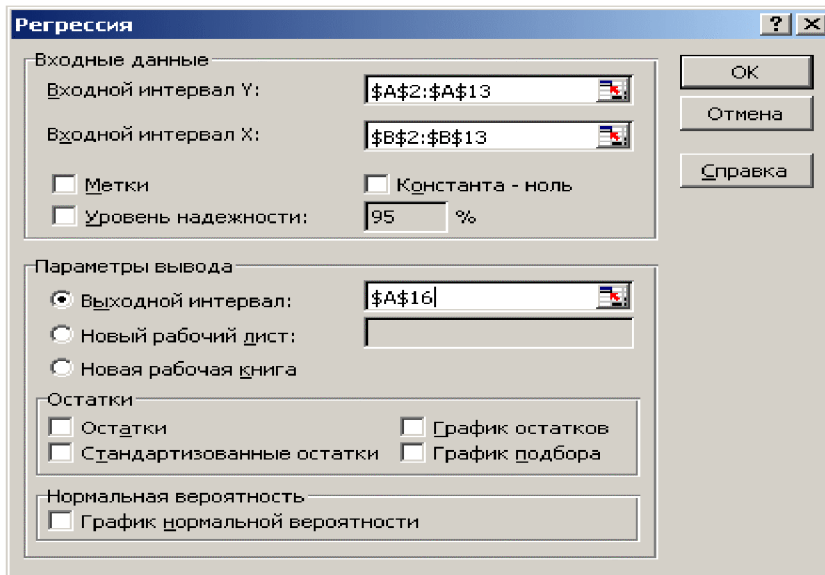 Регрессия
Входные данные
Входной интервал Y: $A$2:$A$13
Входной интервал X: $B$2:$B$13
Метки Константа - ноль
Уровень надежности: 95 %
OK
Отмена
Справка
Параметры вывода
Выходной интервал: $A$16
Новый рабочий лист:
Новая рабочая книга
Остатки
Остатки График остатков
Стандартизованные остатки График подбора
Нормальная вероятность
График нормальной вероятности